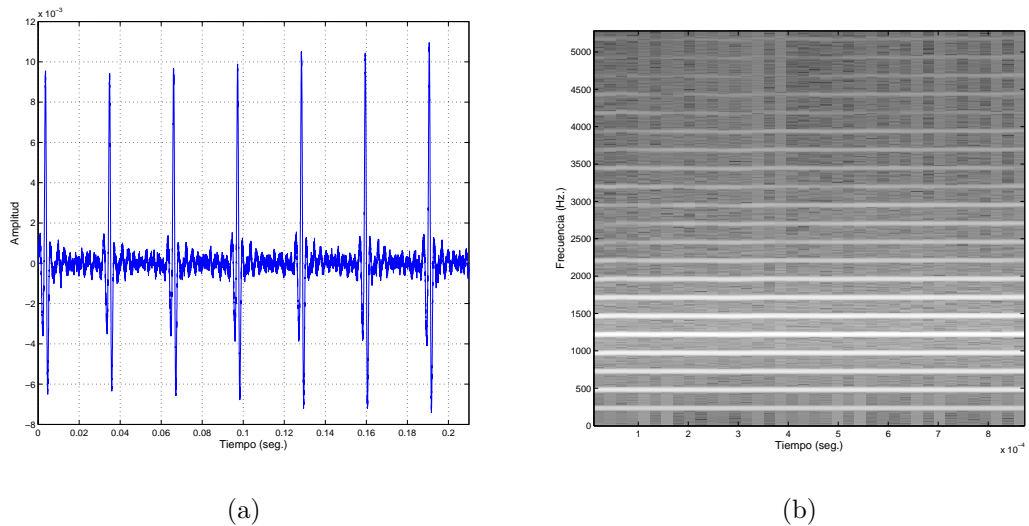 x 10⁻³
12
10
8
6
4
2
0
−2
−4
−6
−8
Amplitud
0 0.02 0.04 0.06 0.08 0.10 0.12 0.14 0.16 0.18 0.2
Tiempo (seg.)
(a)
5000
4500
4000
3500
3000
2500
2000
1500
1000
500
0
Frecuencia (Hz.)
1 2 3 4 5 6 7 8
x 10⁻⁴
Tiempo (seg.)
(b)